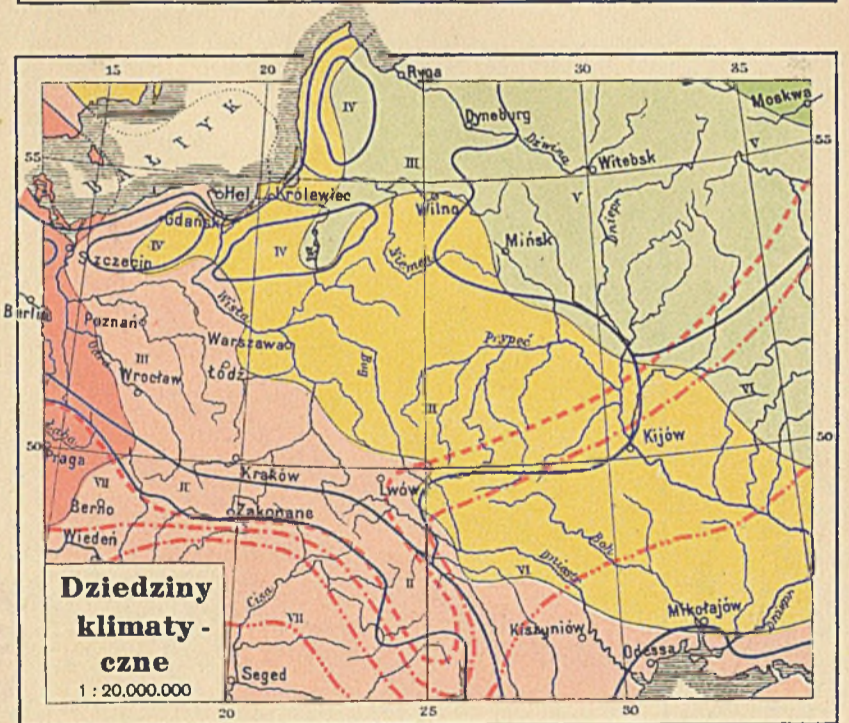 15 20 30 35
Ryga
Moskwa
IV
Dyneburg
BAŁTYK
Dźwina
55 III Witebsk V 55
Hel Królewiec
V
Gdańsk Wilno
Dniepr
IV IV Mińsk
Szczecin Niemen
Berlin Wisła
Poznań Warszawa Prypeć
Odra III Łódź Bug
Wrocław III VI
Łaba
50 Kijów 50
Praga Kraków
VII II Lwów
Berno Zakopane
Wiedeń Boh
Dniestr
VI
II
Cisa Mikołajów Dniepr
VII Kiszyniów
Odessa
Seged
Dziedziny
klimaty -
czne
1 : 20.000.000
20 25 30